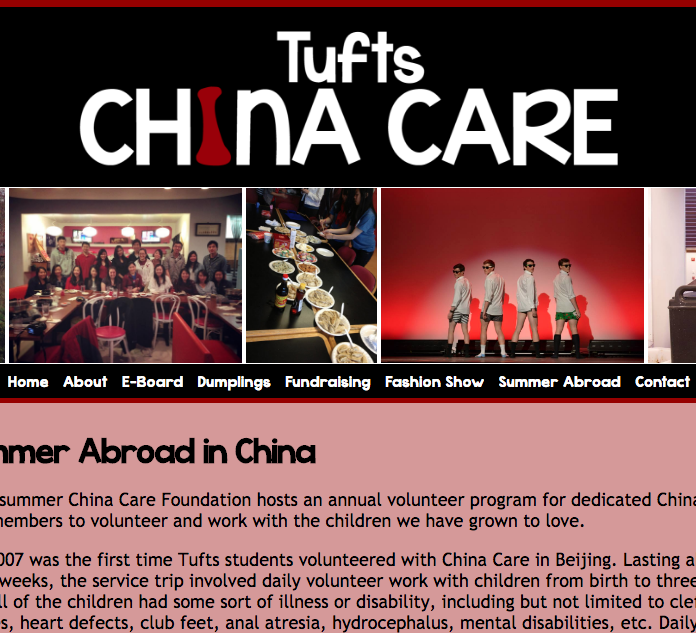 Tufts
CHINA CARE
Home About E-Board Dumplings Fundraising Fashion Show Summer Abroad Contact
mmer Abroad in China
summer China Care Foundation hosts an annual volunteer program for dedicated China
members to volunteer and work with the children we have grown to love.
007 was the first time Tufts students volunteered with China Care in Beijing. Lasting a
weeks, the service trip involved daily volunteer work with children from birth to three
ll of the children had some sort of illness or disability, including but not limited to clef
s, heart defects, club feet, anal atresia, hydrocephalus, mental disabilities, etc. Daily